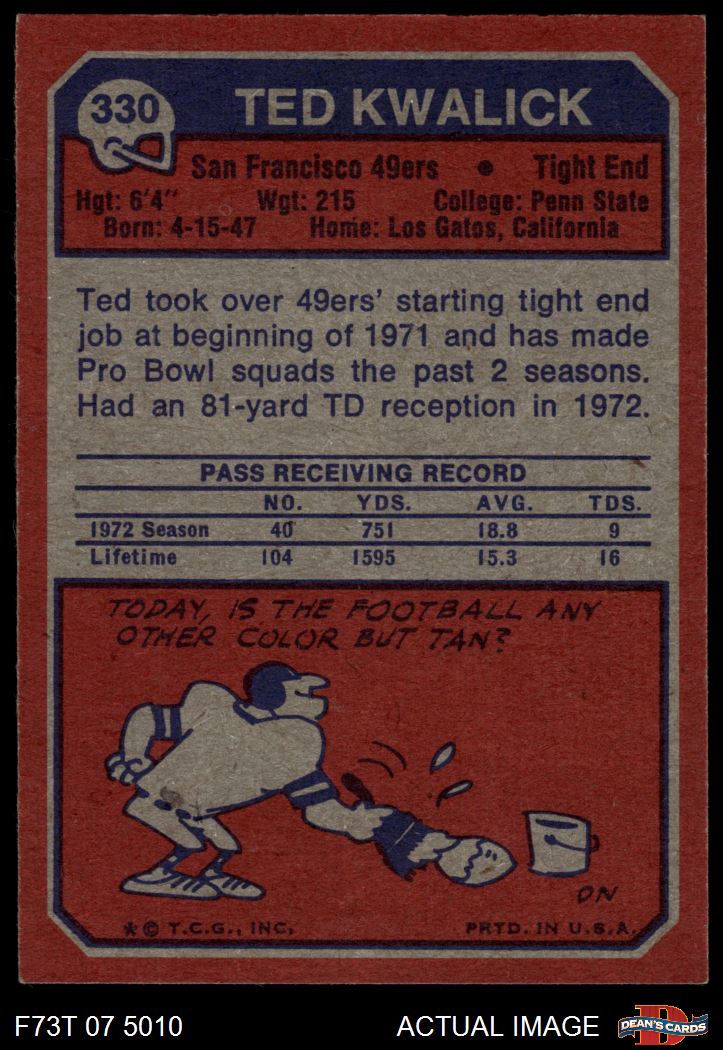 330 TED KWALICK
San Francisco 49ers • Tight End
Hgt: 6'4" Wgt: 215 College: Penn State
Born: 4-15-47 Home: Los Gatos, California
Ted took over 49ers' starting tight end
job at beginning of 1971 and has made
Pro Bowl squads the past 2 seasons.
Had an 81-yard TD reception in 1972.
PASS RECEIVING RECORD
NO. YDS. AVG. TDS.
1972 Season 40 751 18.8 9
Lifetime 104 1595 15.3 16
TODAY, IS THE FOOTBALL ANY
OTHER COLOR BUT TAN?
ON
* © T.C.G., INC. PRTD. IN U.S.A.
F73T 07 5010 ACTUAL IMAGE DEAN'S CARDS